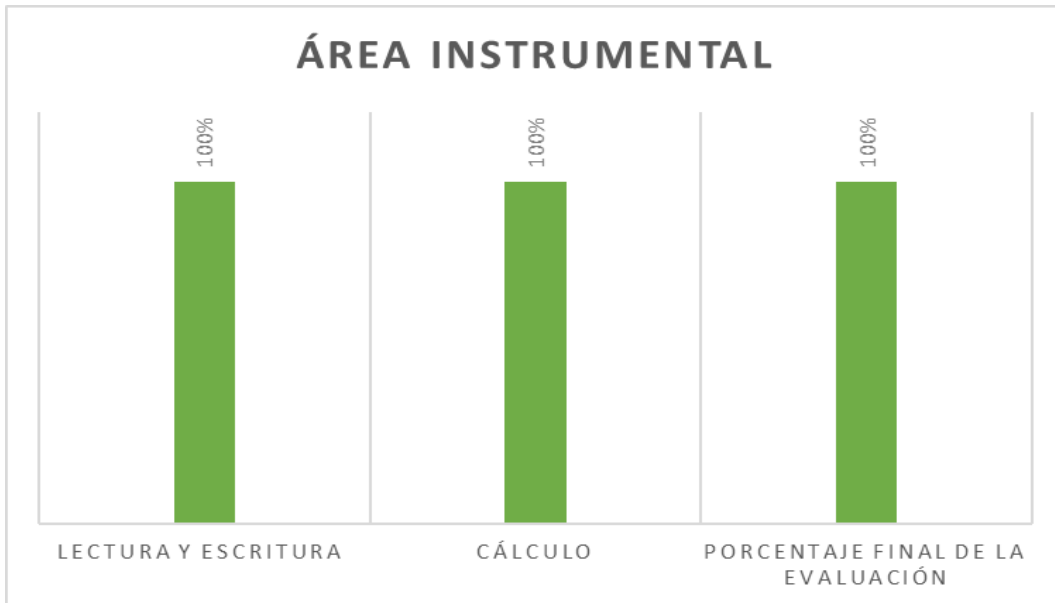 ÁREA INSTRUMENTAL
100%
100%
100%
LECTURA Y ESCRITURA
CÁLCULO
PORCENTAJE FINAL DE LA
EVALUACIÓN